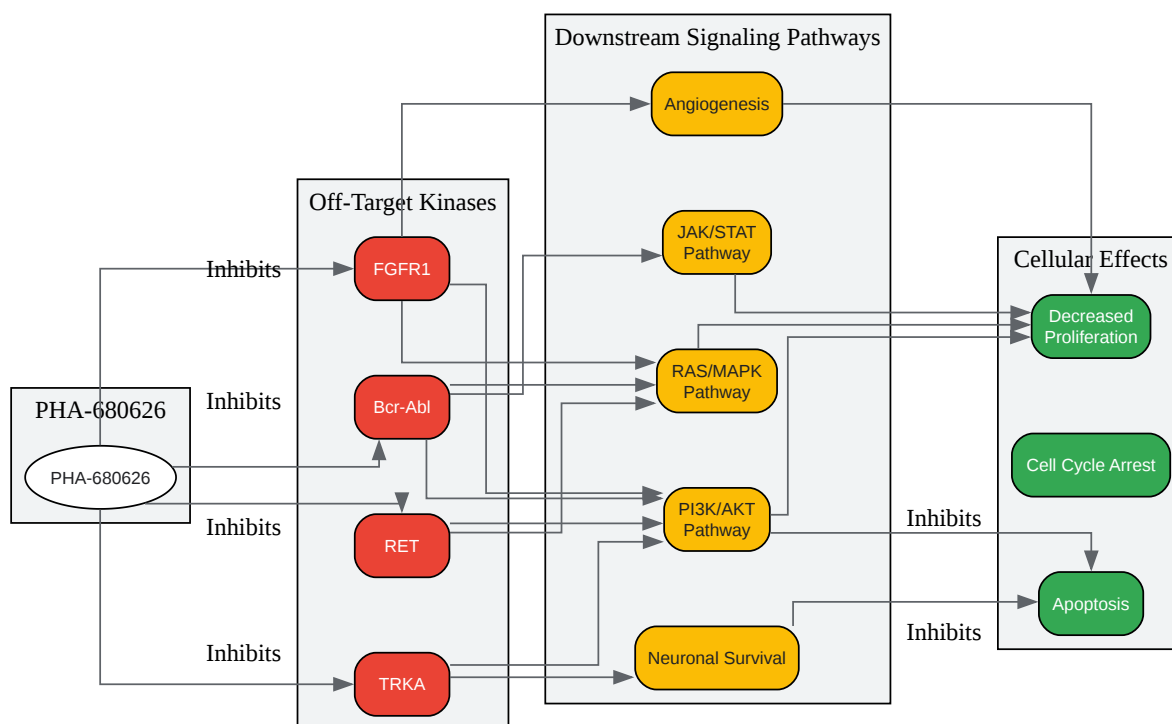 PHA-680626
PHA-680626
Inhibits
Inhibits
Inhibits
Inhibits
Off-Target Kinases
FGFR1
Bcr-Abl
RET
TRKA
Downstream Signaling Pathways
Angiogenesis
JAK/STAT
Pathway
RAS/MAPK
Pathway
PI3K/AKT
Pathway
Neuronal Survival
Inhibits
Inhibits
Cellular Effects
Decreased
Proliferation
Cell Cycle Arrest
Apoptosis